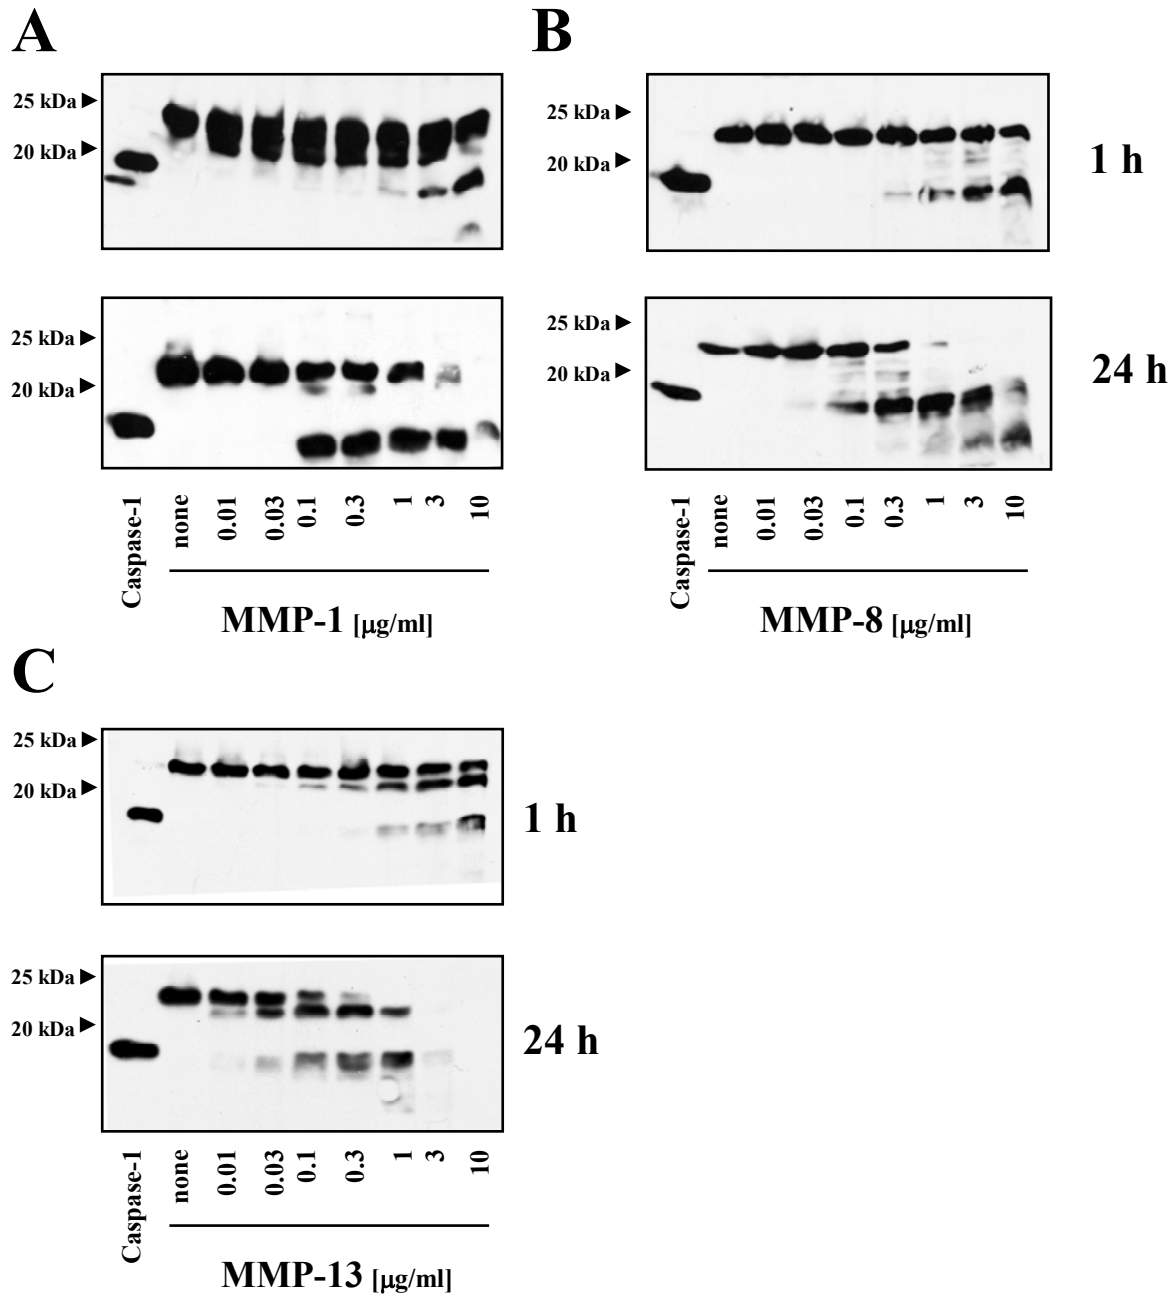 A
B
25 kDa
20 kDa
25 kDa
20 kDa
1 h
25 kDa
20 kDa
25 kDa
20 kDa
24 h
Caspase-1
none
0.01
0.03
0.1
0.3
1
3
10
Caspase-1
none
0.01
0.03
0.1
0.3
1
3
10
MMP-1 [µg/ml]
MMP-8 [µg/ml]
C
25 kDa
20 kDa
1 h
25 kDa
20 kDa
24 h
Caspase-1
none
0.01
0.03
0.1
0.3
1
3
10
MMP-13 [µg/ml]